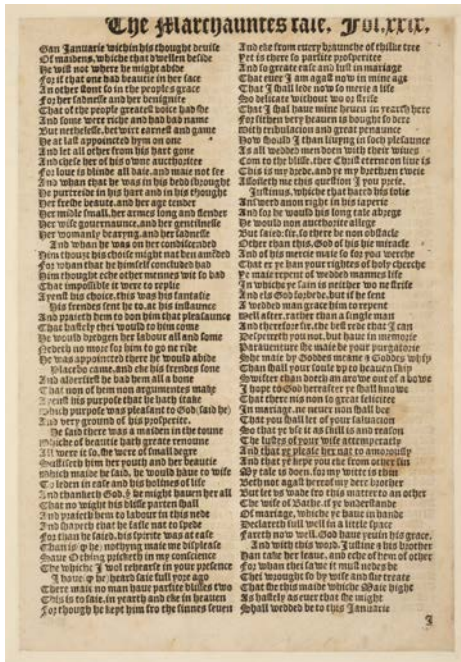 The Marchauntes tale. Fol.xxix.
Gan Januarie within his thought deuise
Of maidens, whiche that dwellen beside
He wist not where he might abide
For if that one had beautie in her face
An other stont so in the peoples grace
For her sadnesse and her benignite
That of the people greatest voice had she
And some were riche and had bad name
But nethelesse, betwixt earnest and game
He at last appoincted hym on one
And let all other from his hart gone
And chese her of his owne aucthoritee
For loue is blinde all daie, and maie not see
And whan that he was in his bedde ibrought
He purtreide in his hart and in his thought
Her freshe beaute, and her age tender
Her midle small, her armes long and slender
Her wise gouernaunce, and her gentilnesse
Her womanly bearyng, and her sadnesse
And whan he was on her condiscended
Him thought his choise might nat ben amended
For whan that he himself concluded had
Him thought eche other mennes wit so bad
That impossible it were to replie
Ayenst his choice, this was his fantasie
His frendes sent he to, at his instaunce
And praieth them to don him that pleasaunce
That hastely thei would to him come
He would bredgen her labour all and some
Nedeth no more for him to go ne ride
He was appointed there he would abide
Placebo came, and eke his frendes sone
And alderfirst he bad hem all a bone
That non of hem non argumentes make
Ayenst his purpose that he hath itake
Which purpose was pleasant to God (said he)
And very ground of his prosperite.
He said there was a maiden in the toune
Whiche of beautie hath greate renoune
All were it so, she were of small degre
Suffiseth him her youth and her beautie
Which maide he said, he would haue to wife
To leden in ease and his holines of life
And thanketh God, that he might hauen her all
That no wight his blisse parten shall
And praieth hem to labour in this nede
And shapeth that he faile nat to spede
For than he saied, his spirite was at ease
Than is (quod he) nothyng maie me displease
Saue o thing pricketh in my conscience
The whiche I wol rehearse in your presence
I haue (quod he) heard saie full yore ago
There maie no man haue parfite blisses two
This is to saie, in yearth and eke in heauen
For though he kept him fro the sinnes seuen
And eke from euery braunche of thilke tree
Yet is there so parfite prosperitee
And so greate ease and lust in mariage
That euer I am agast now in mine age
That I shall lede now so merie a life
So delicate without wo or strife
That I shal haue mine heuen in yearth here
For sithen very heauen is bought so dere
With tribulacion and great penaunce
How should I than liuyng in soch plesaunce
As all wedded men doen with their wiues
Com to the blisse, ther Christ eterne on liue is
This is my drede, and ye my brethren tweie
Assoileth me this question I you preie.
Justinus, whiche that hated his folie
Answerd anon right in his iaperie
And for he would his long tale abrege
He would non aucthorite allege
But saied: sir, so there be non obstacle
Other than this, God of his hie miracle
And of his mercie maie so for you werche
That er ye han your rightes of holy cherche
Ye maie repent of wedded mannes life
In whiche ye sain is neither wo ne strife
And els God forbode, but if he sent
A wedded man grace him to repent
Well after, rather than a single man
And therefore sir, the best rede that I can
Despeireth you not, but haue in memorie
Parauenture she maie be your purgatorie
She maie by Goddes meane & Goddes whip
Than shall your soule vp to heauen skip
Swifter than doeth an arowe out of a bowe
I hope to God hereafter ye shall know
That there nis non so great felicitee
In mariage, ne neuer non shall bee
That you shall let of your saluacion
So that ye vse it as skill is and reason
The lustes of your wife attemperatly
And that ye please her nat to amorously
And that ye kepe you eke from other sin
My tale is doen, for my witte is thin
Beth not agast hereof my dere brother
But let vs wade fro this matter to an other
The wife of Bathe, if ye vnderstande
Of mariage, whiche ye haue in hande
Declareth full well in a little space
Fareth now well, God haue you in his grace.
And with this word, Justine & his brother
Han take her leaue, and eche of hem of other
For whan thei sawe it must nedes be
Thei wrought so by wise and slie treate
That she this maide whiche Maie hight
As hastely as euer that she might
Shall wedded be to this Januarie